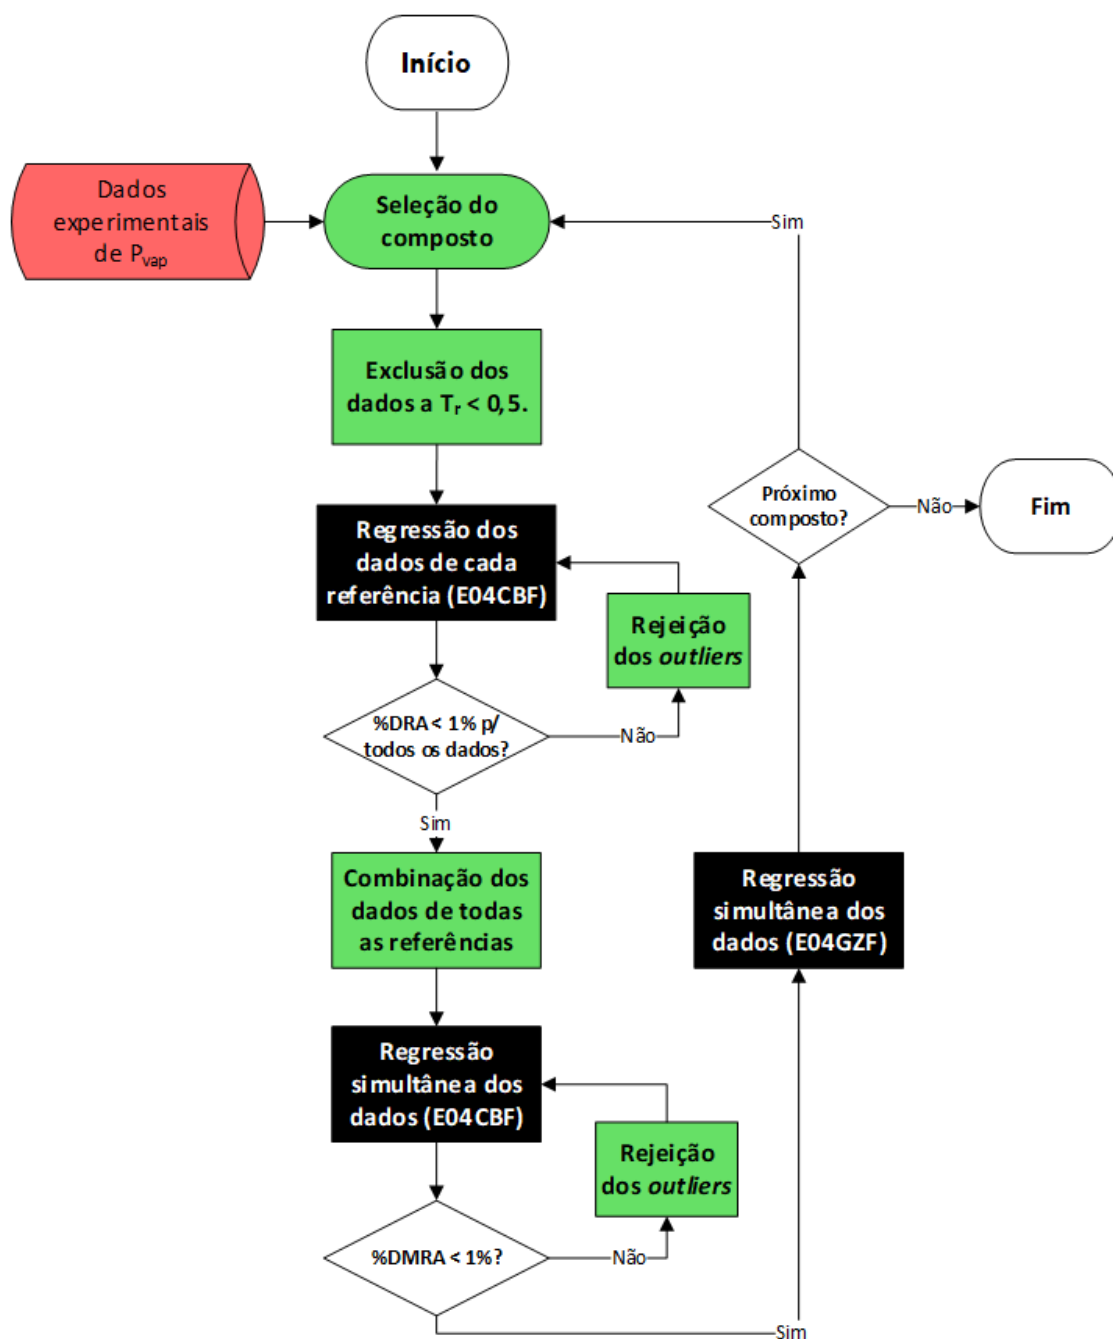 Início
Dados
experimentais
de Pvap
Seleção do
composto
Sim
Exclusão dos
dados a Tr < 0,5.
Regressão dos
dados de cada
referência (E04CBF)
Próximo
composto?
Não
Fim
Rejeição
dos outliers
%DRA < 1% p/
todos os dados?
Não
Sim
Combinação dos
dados de todas
as referências
Regressão
simultânea dos
dados (E04GZF)
Regressão
simultânea dos
dados (E04CBF)
Rejeição
dos outliers
%DMRA < 1%?
Não
Sim